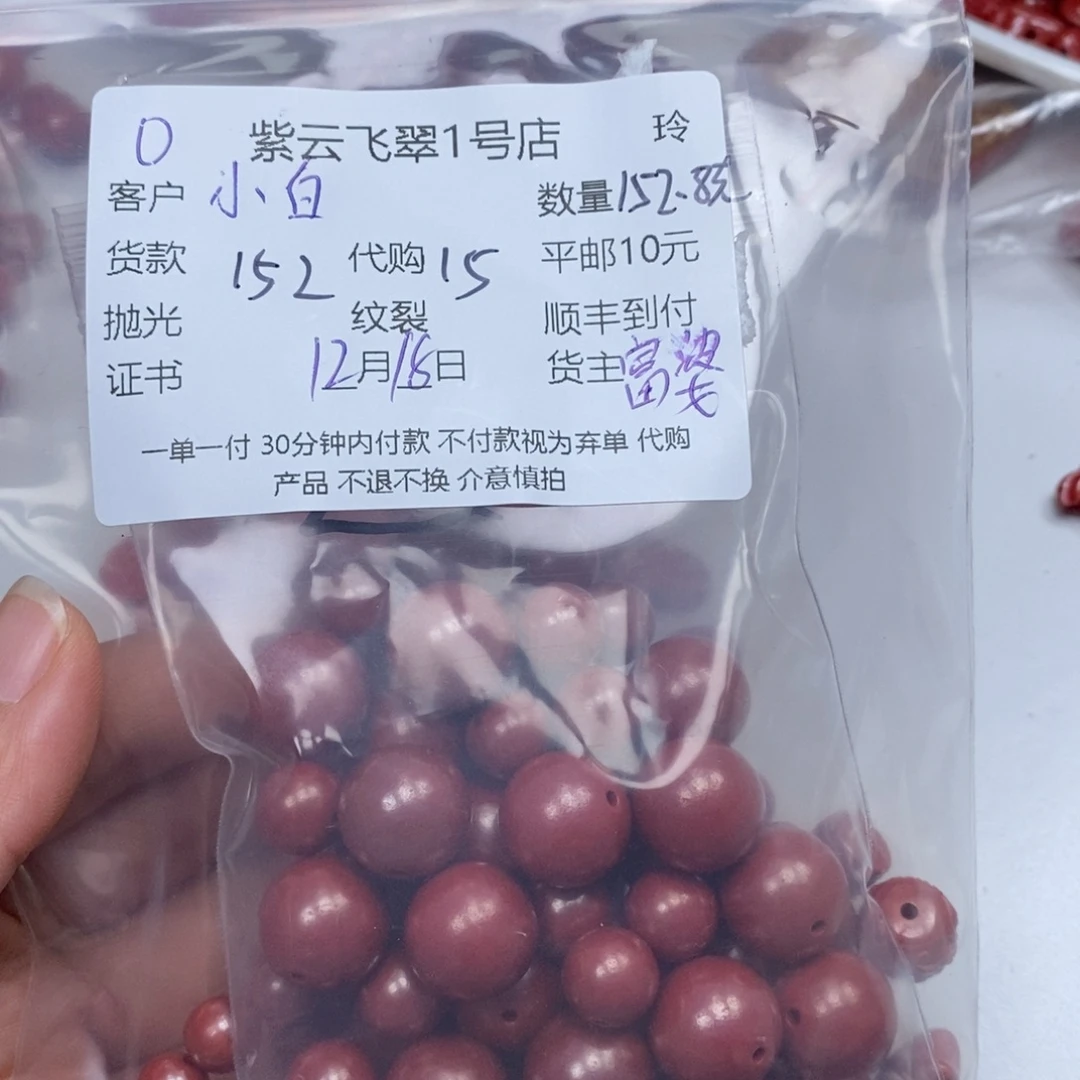 0 紫云飞翠1号店 玲
客户 小白 数量152.8克
货款 152 代购 15 平邮10元
抛光 纹裂 顺丰到付
证书 12月18日 货主富婆
一单一付 30分钟内付款 不付款视为弃单 代购
产品 不退不换 介意慎拍